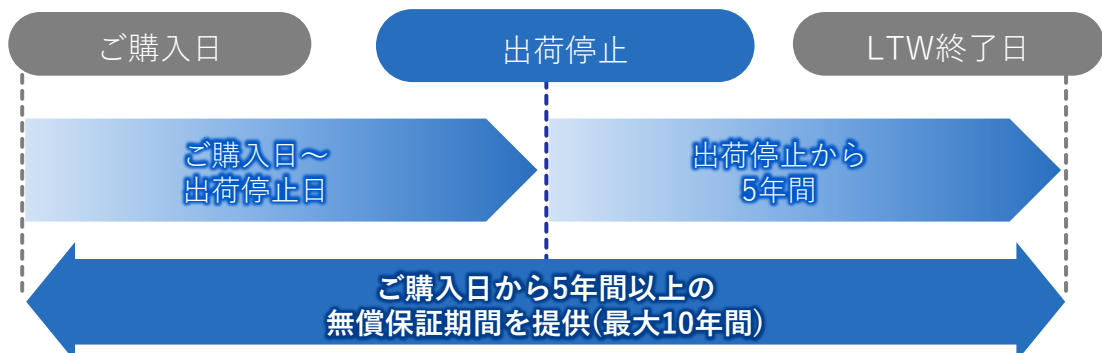 ご購入日
出荷停止
LTW終了日
ご購入日~
出荷停止日
出荷停止から
5年間
ご購入日から5年間以上の
無償保証期間を提供(最大10年間)